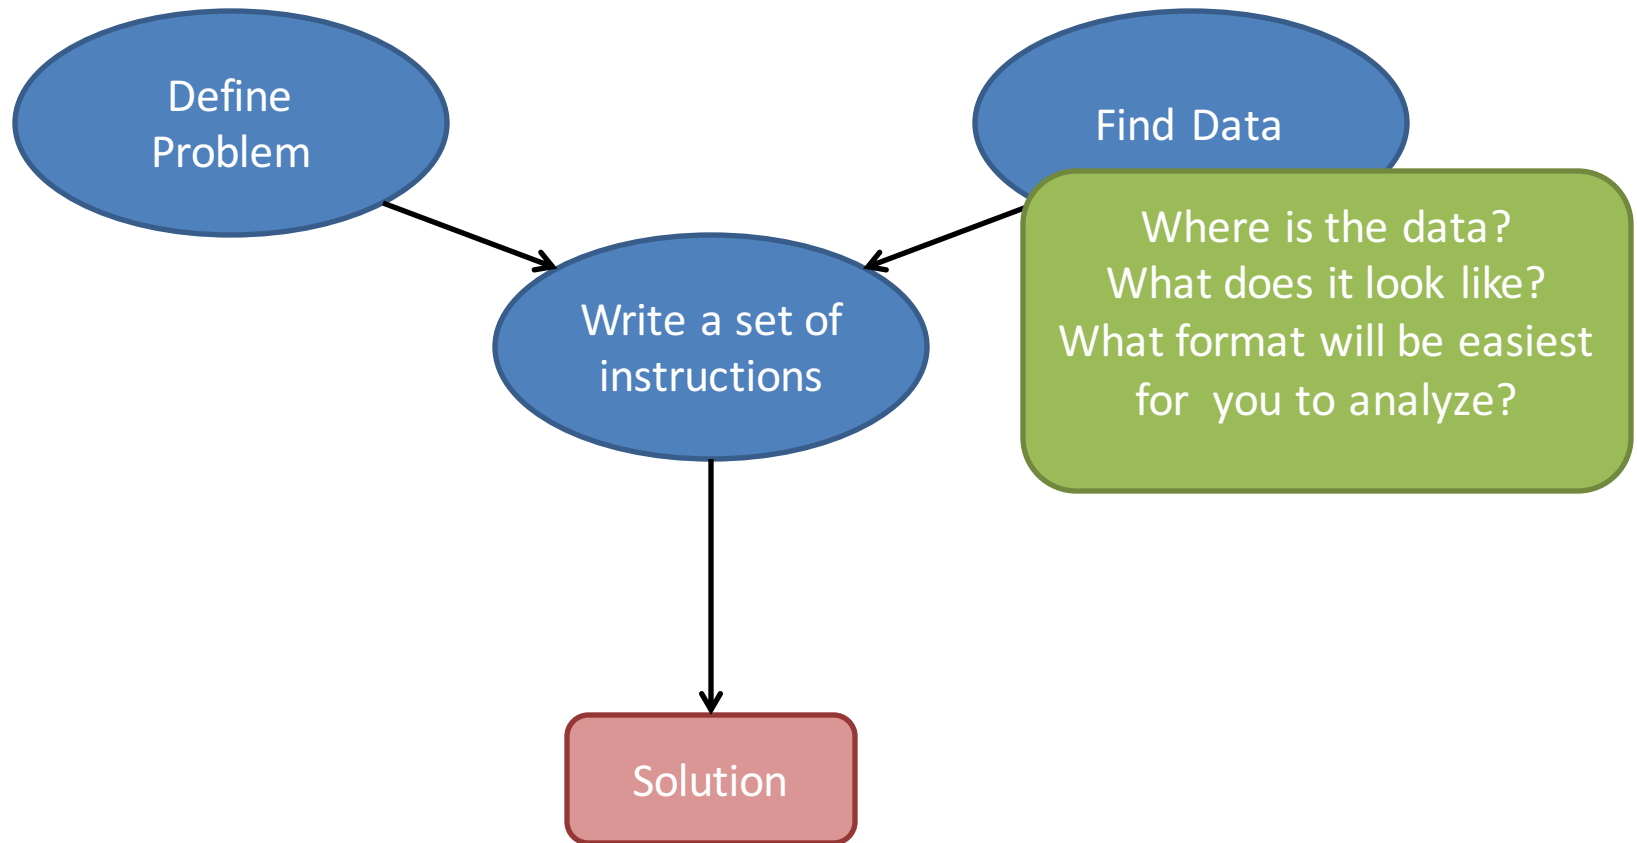 Define
Problem
Find Data
Where is the data?
What does it look like?
What format will be easiest
for you to analyze?
Write a set of
instructions
Solution